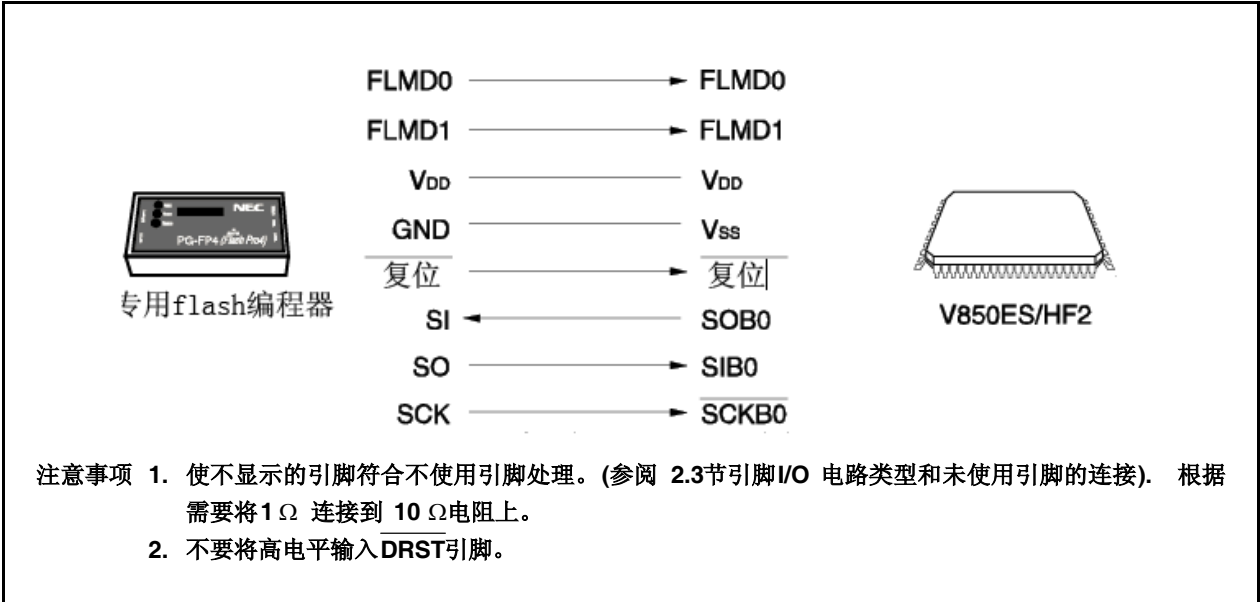 FLMD0 FLMD0
FLMD1 FLMD1
VDD VDD
GND VSS
复位 复位
SI SOB0
SO SIB0
SCK SCKB0
NEC
PG-FP4 (Flash Pro4)
专用flash编程器
V850ES/HF2
注意事项 1. 使不显示的引脚符合不使用引脚处理。(参阅 2.3节引脚I/O 电路类型和未使用引脚的连接). 根据
需要将1 Ω 连接到 10 Ω电阻上。
2. 不要将高电平输入DRST引脚。